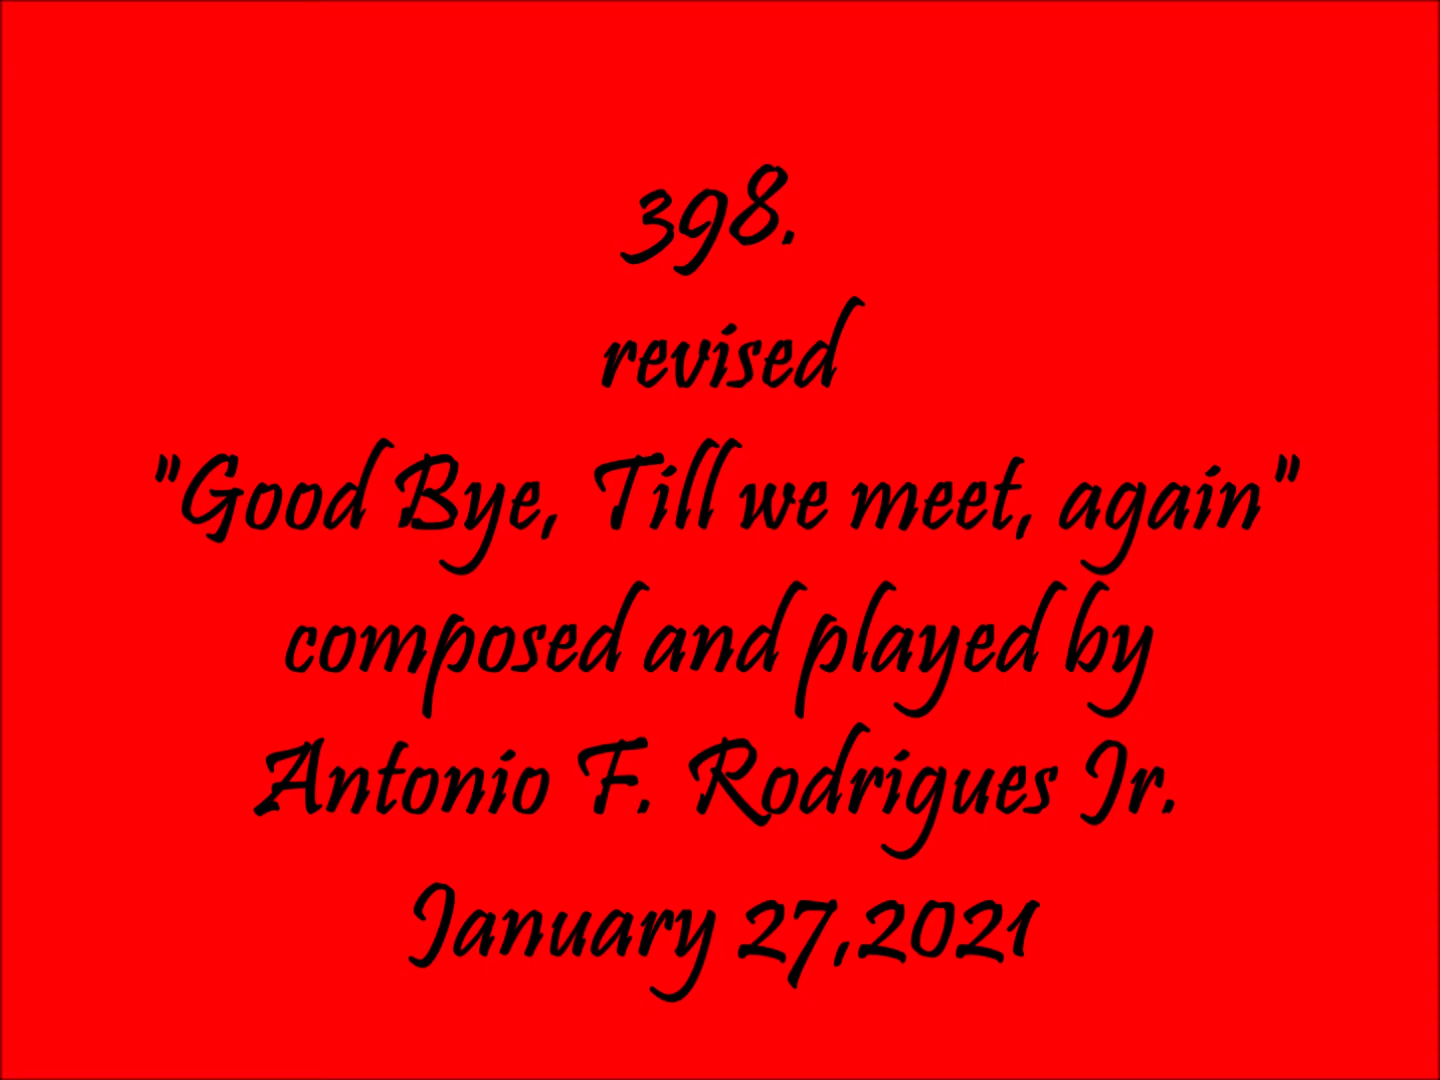 398.
revised
"Good Bye, Till we meet, again"
composed and played by
Antonio F. Rodrigues Jr.
January 27,2021